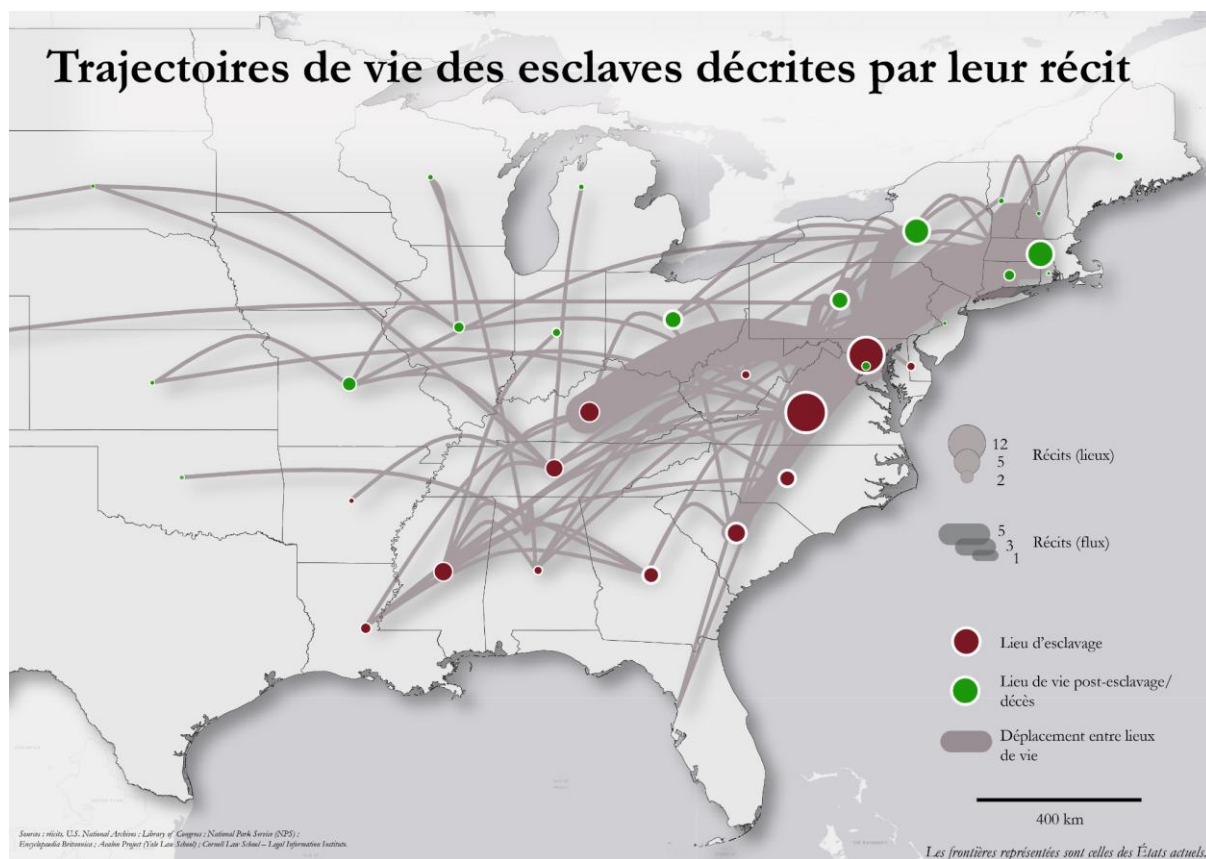 Trajectoires de vie des esclaves décrites par leur récit
12
5
2
Récits (lieux)
5
3
1
Récits (flux)
Lieu d'esclavage
Lieu de vie post-esclavage/
décès
Déplacement entre lieux
de vie
400 km
Sources : récits, U.S. National Archives ; Library of Congress ; National Park Service (NPS) ;
Encyclopaedia Britannica ; Avalon Project (Yale Law School) ; Cornell Law School – Legal Information Institute.
Les frontières représentées sont celles des États actuels.